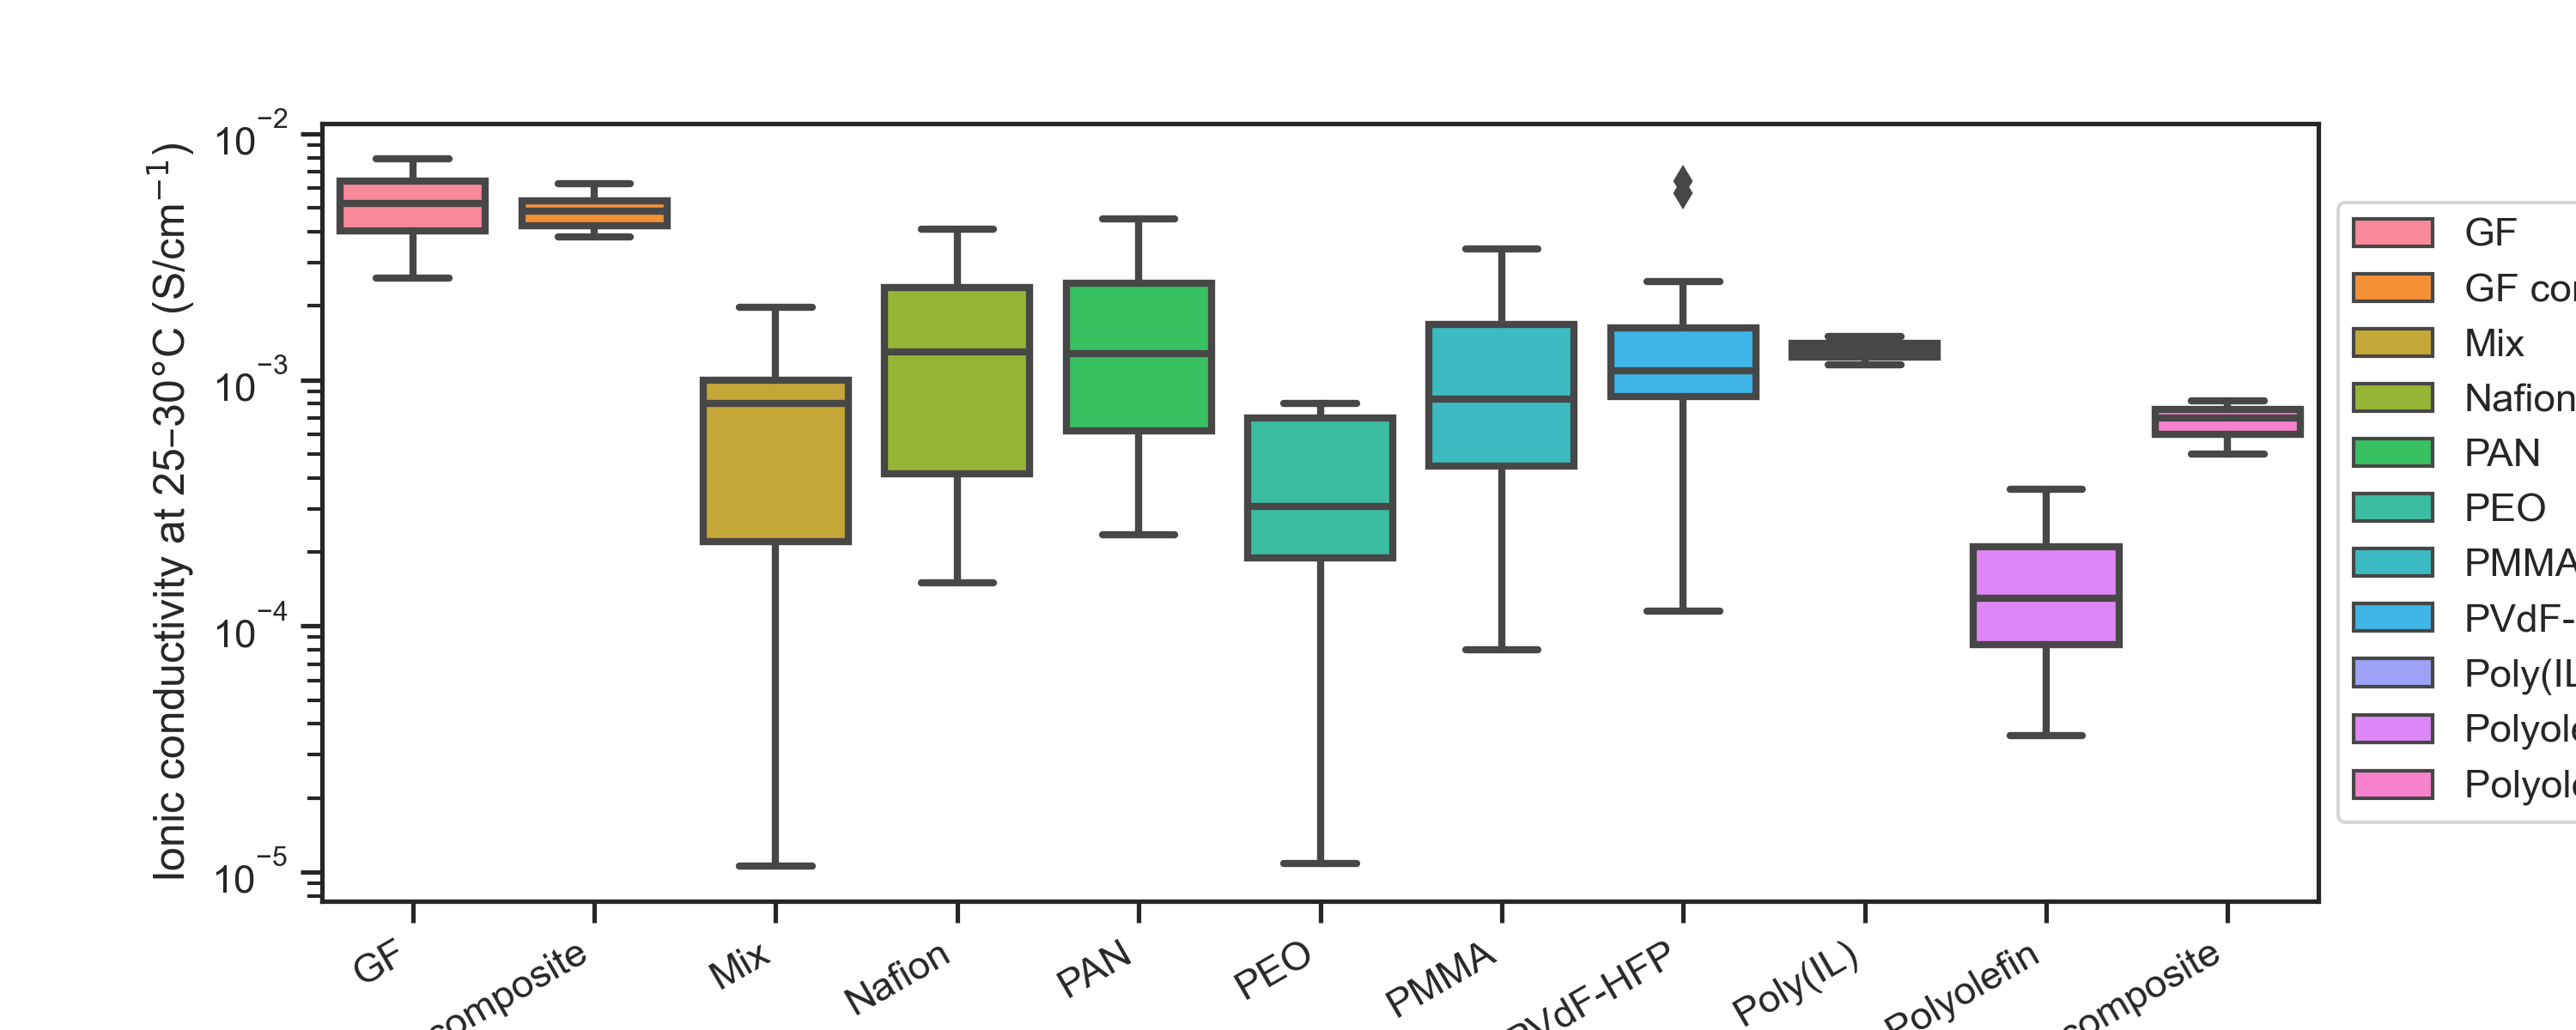 Ionic conductivity at 25−30°C (S/cm⁻¹)
10⁻²
10⁻³
10⁻⁴
10⁻⁵
GF
composite
Mix
Nafion
PAN
PEO
PMMA
PVdF-HFP
Poly(IL)
Polyolefin
composite
GF
GF co
Mix
Nafion
PAN
PEO
PMMA
PVdF-
Poly(IL
Polyole
Polyole